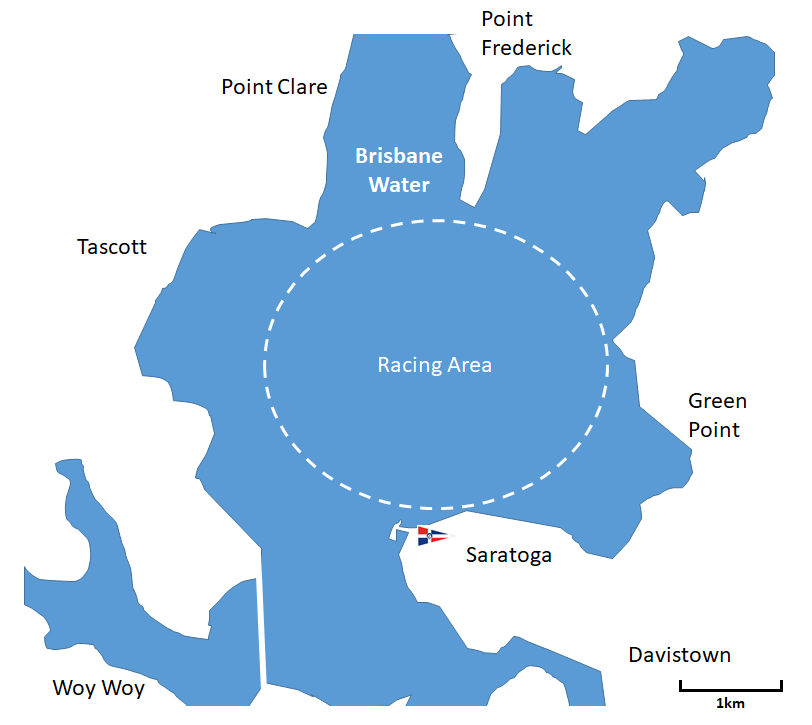 Point
Frederick
Point Clare
Brisbane
Water
Tascott
Racing Area
Green
Point
Saratoga
Davistown
Woy Woy
1km